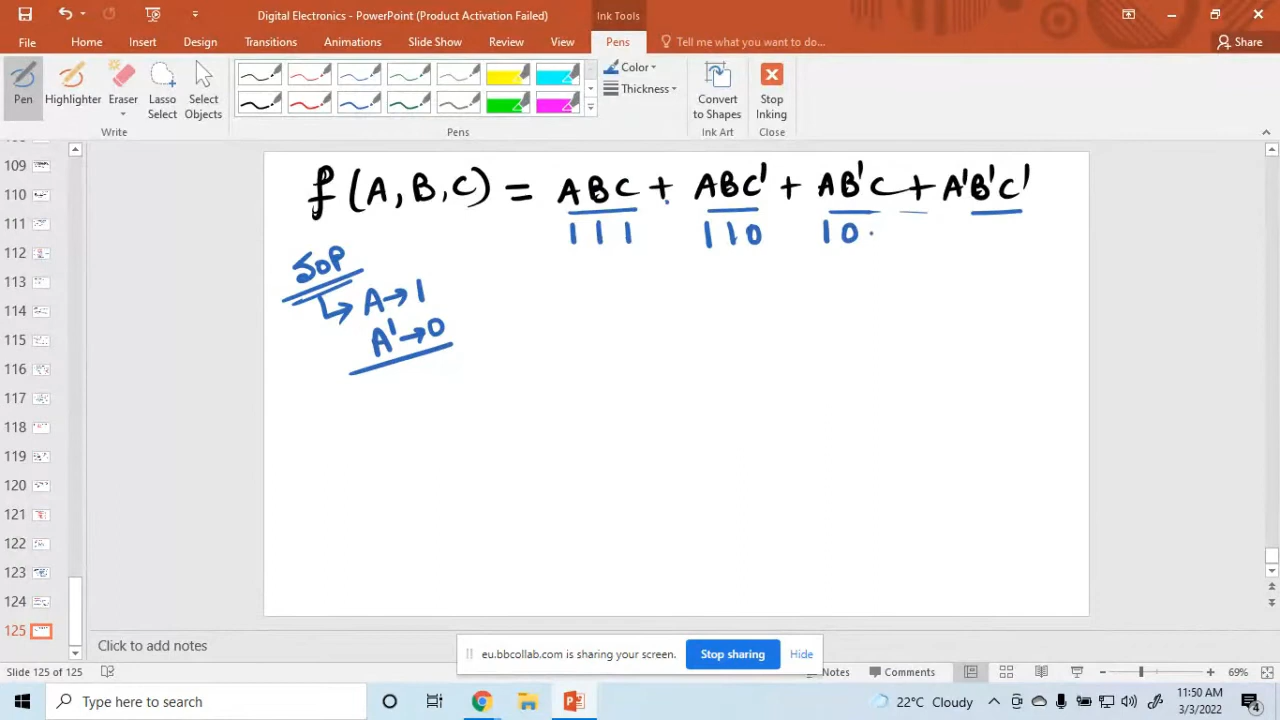 Digital Electronics - PowerPoint (Product Activation Failed)
Ink Tools
File Home Insert Design Transitions Animations Slide Show Review View Pens Tell me what you want to do... Share
Pen Highlighter Eraser Lasso Select Select Objects
Color
Thickness
Convert to Shapes
Stop Inking
Write Pens Ink Art Close
109
110
111
112
113
114
115
116
117
118
119
120
121
122
123
124
125
f(A,B,C) = ABC + ABC' + AB'C + A'B'C'
111 110 10
SOP
A→1
A'→0
Click to add notes
eu.bbcollab.com is sharing your screen. Stop sharing Hide
Slide 125 of 125 Notes Comments 69%
Type here to search
22°C Cloudy
11:50 AM
3/3/2022
4